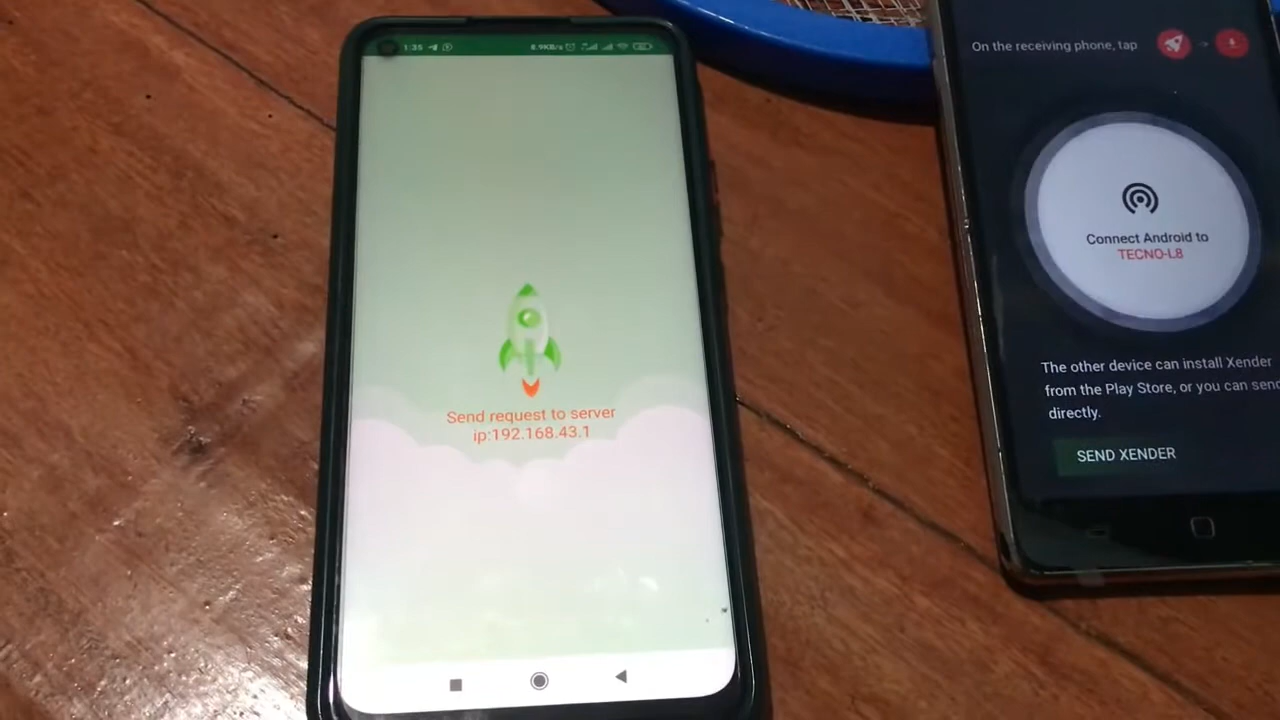 1:35
8.9KB/s
Send request to server
ip:192.168.43.1
On the receiving phone, tap
Connect Android to
TECNO-L8
The other device can install Xender
from the Play Store, or you can send
directly.
SEND XENDER